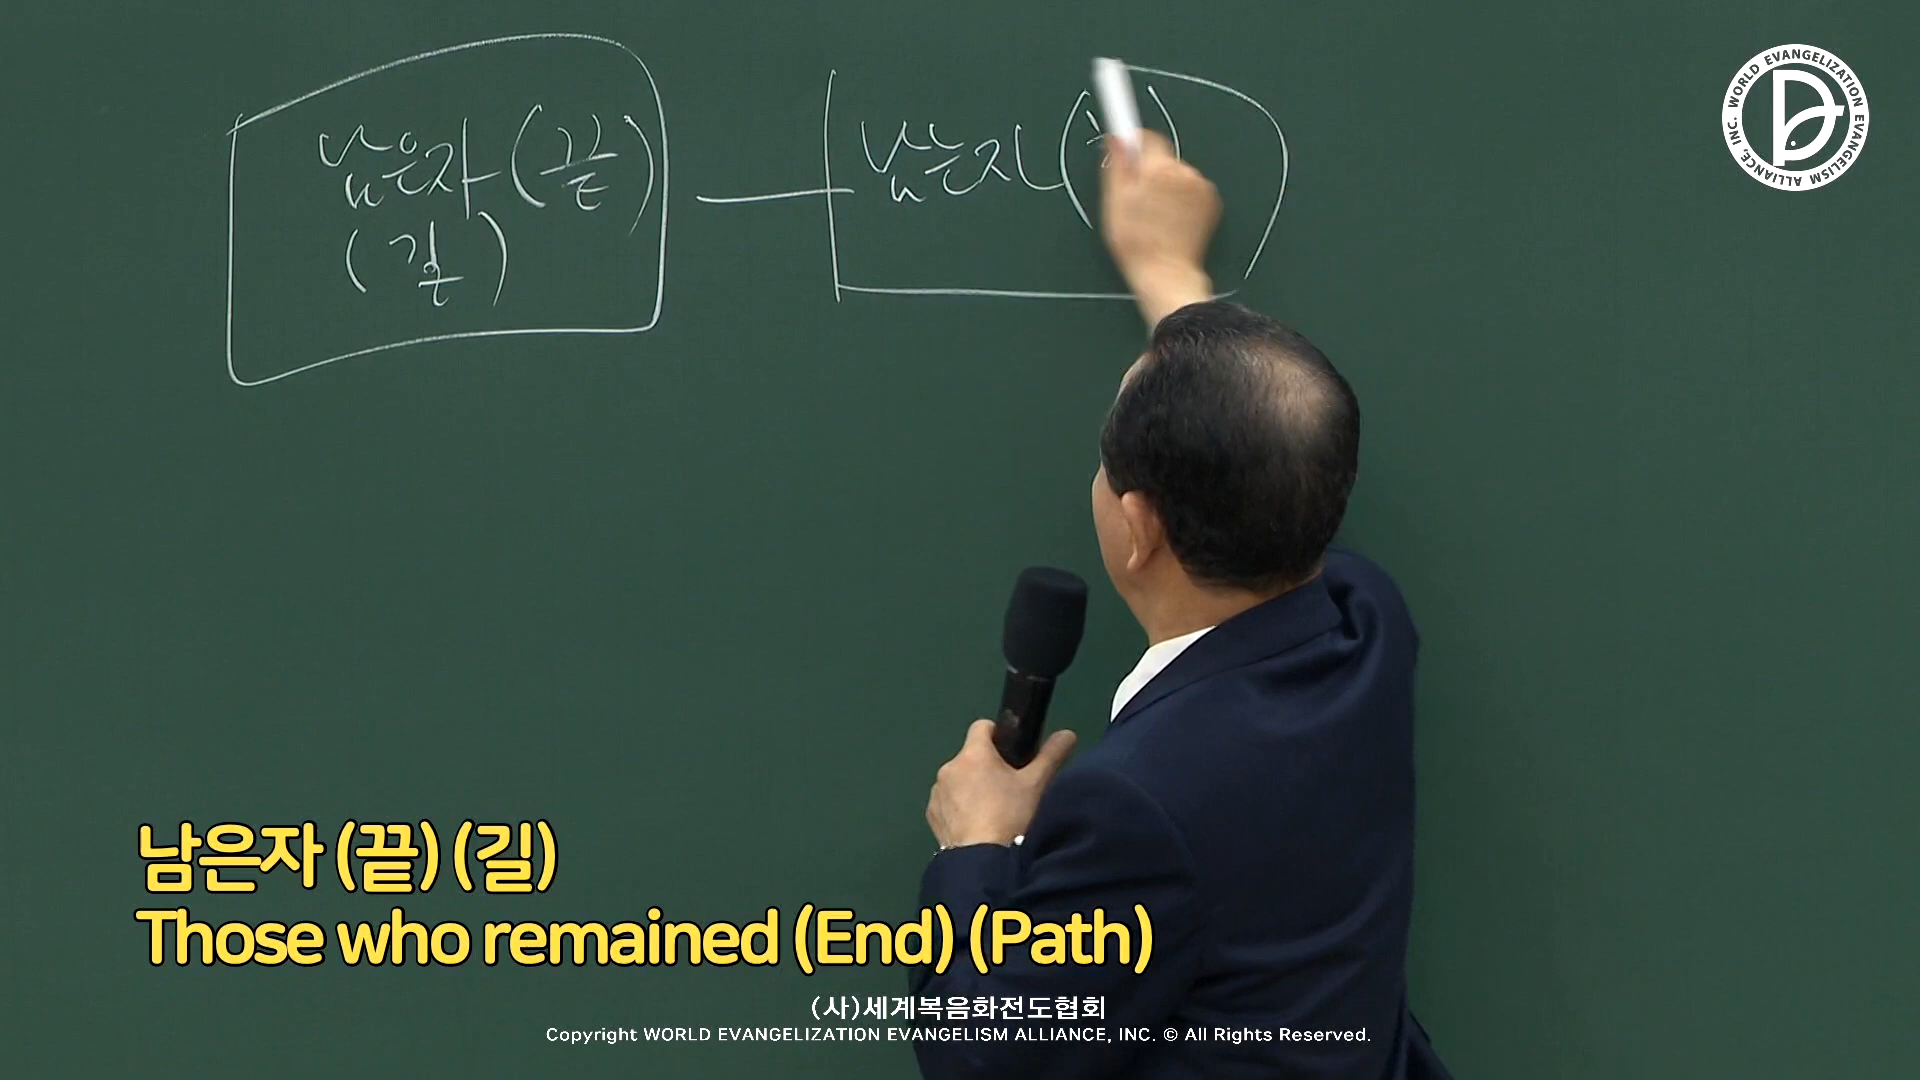 남은자 (끝)
(길)
남은자
남은자 (끝) (길)
Those who remained (End) (Path)
(사)세계복음화전도협회
Copyright WORLD EVANGELIZATION EVANGELISM ALLIANCE, INC. © All Rights Reserved.
WORLD EVANGELIZATION EVANGELISM ALLIANCE, INC.